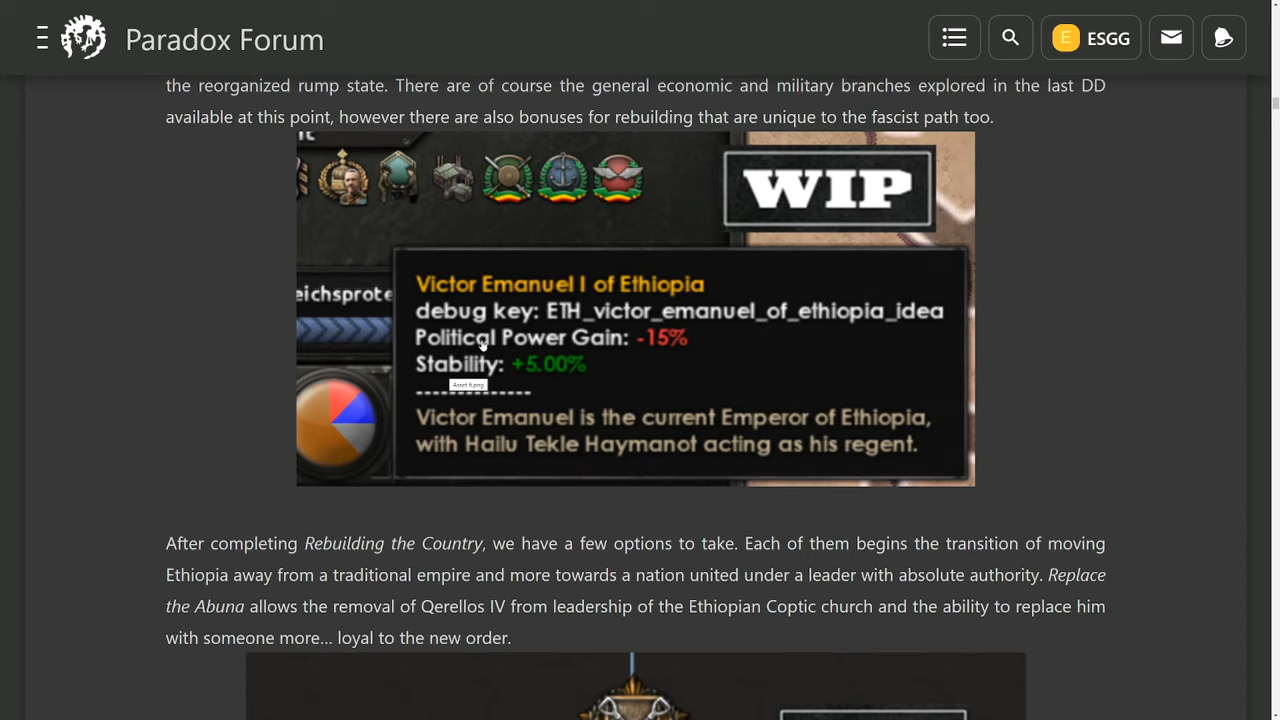 Paradox Forum
E ESGG
the reorganized rump state. There are of course the general economic and military branches explored in the last DD
available at this point, however there are also bonuses for rebuilding that are unique to the fascist path too.
WIP
Victor Emanuel I of Ethiopia
eichsprote
debug key: ETH_victor_emanuel_of_ethiopia_idea
Political Power Gain: -15%
Stability: +5.00%
Asset 6.png
--------------
Victor Emanuel is the current Emperor of Ethiopia,
with Hailu Tekle Haymanot acting as his regent.
After completing Rebuilding the Country, we have a few options to take. Each of them begins the transition of moving
Ethiopia away from a traditional empire and more towards a nation united under a leader with absolute authority. Replace
the Abuna allows the removal of Qerellos IV from leadership of the Ethiopian Coptic church and the ability to replace him
with someone more... loyal to the new order.